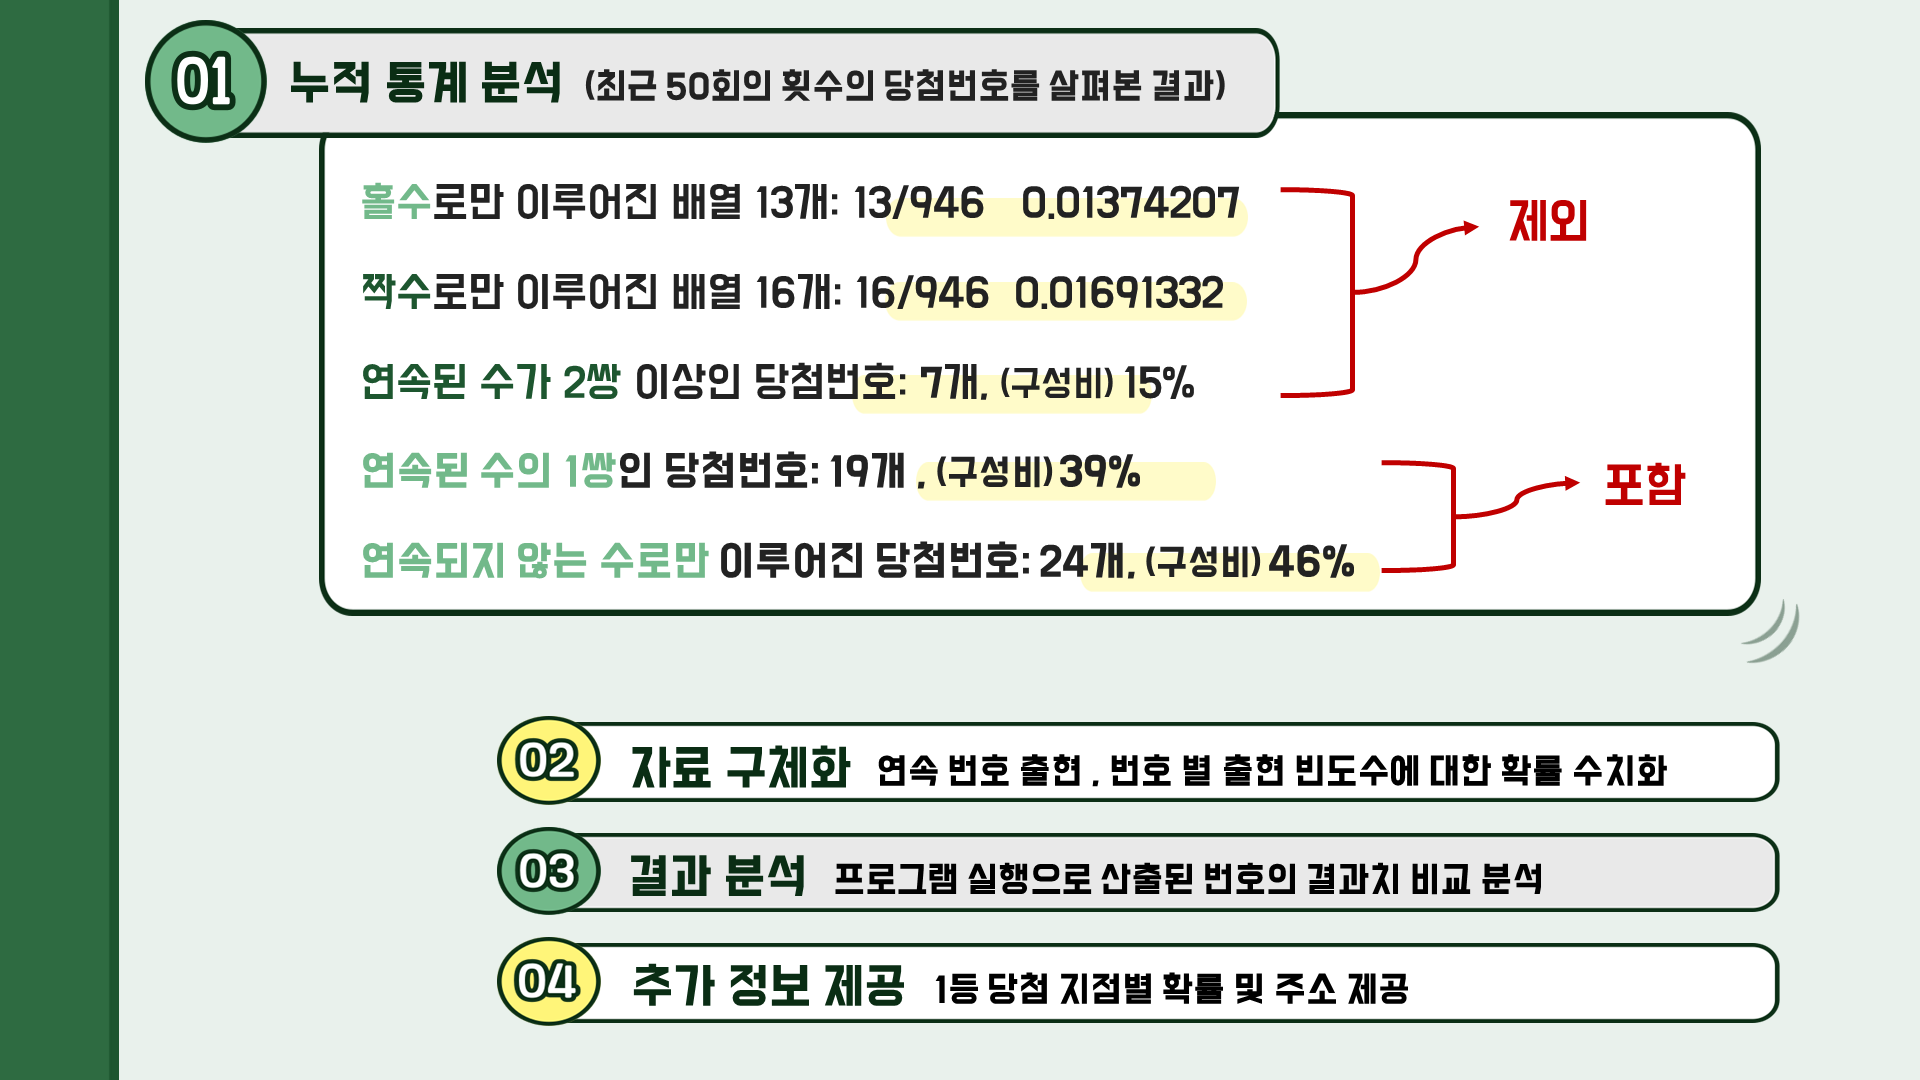 01 누적 통계 분석 (최근 50회의 횟수의 당첨번호를 살펴본 결과)
홀수로만 이루어진 배열 13개: 13/946 0.01374207
짝수로만 이루어진 배열 16개: 16/946 0.01691332
제외
연속된 수가 2쌍 이상인 당첨번호: 7개, (구성비) 15%
연속된 수의 1쌍인 당첨번호: 19개 , (구성비) 39%
포함
연속되지 않는 수로만 이루어진 당첨번호: 24개, (구성비) 46%
02 자료 구체화 연속 번호 출현 , 번호 별 출현 빈도수에 대한 확률 수치화
03 결과 분석 프로그램 실행으로 산출된 번호의 결과치 비교 분석
04 추가 정보 제공 1등 당첨 지점별 확률 및 주소 제공